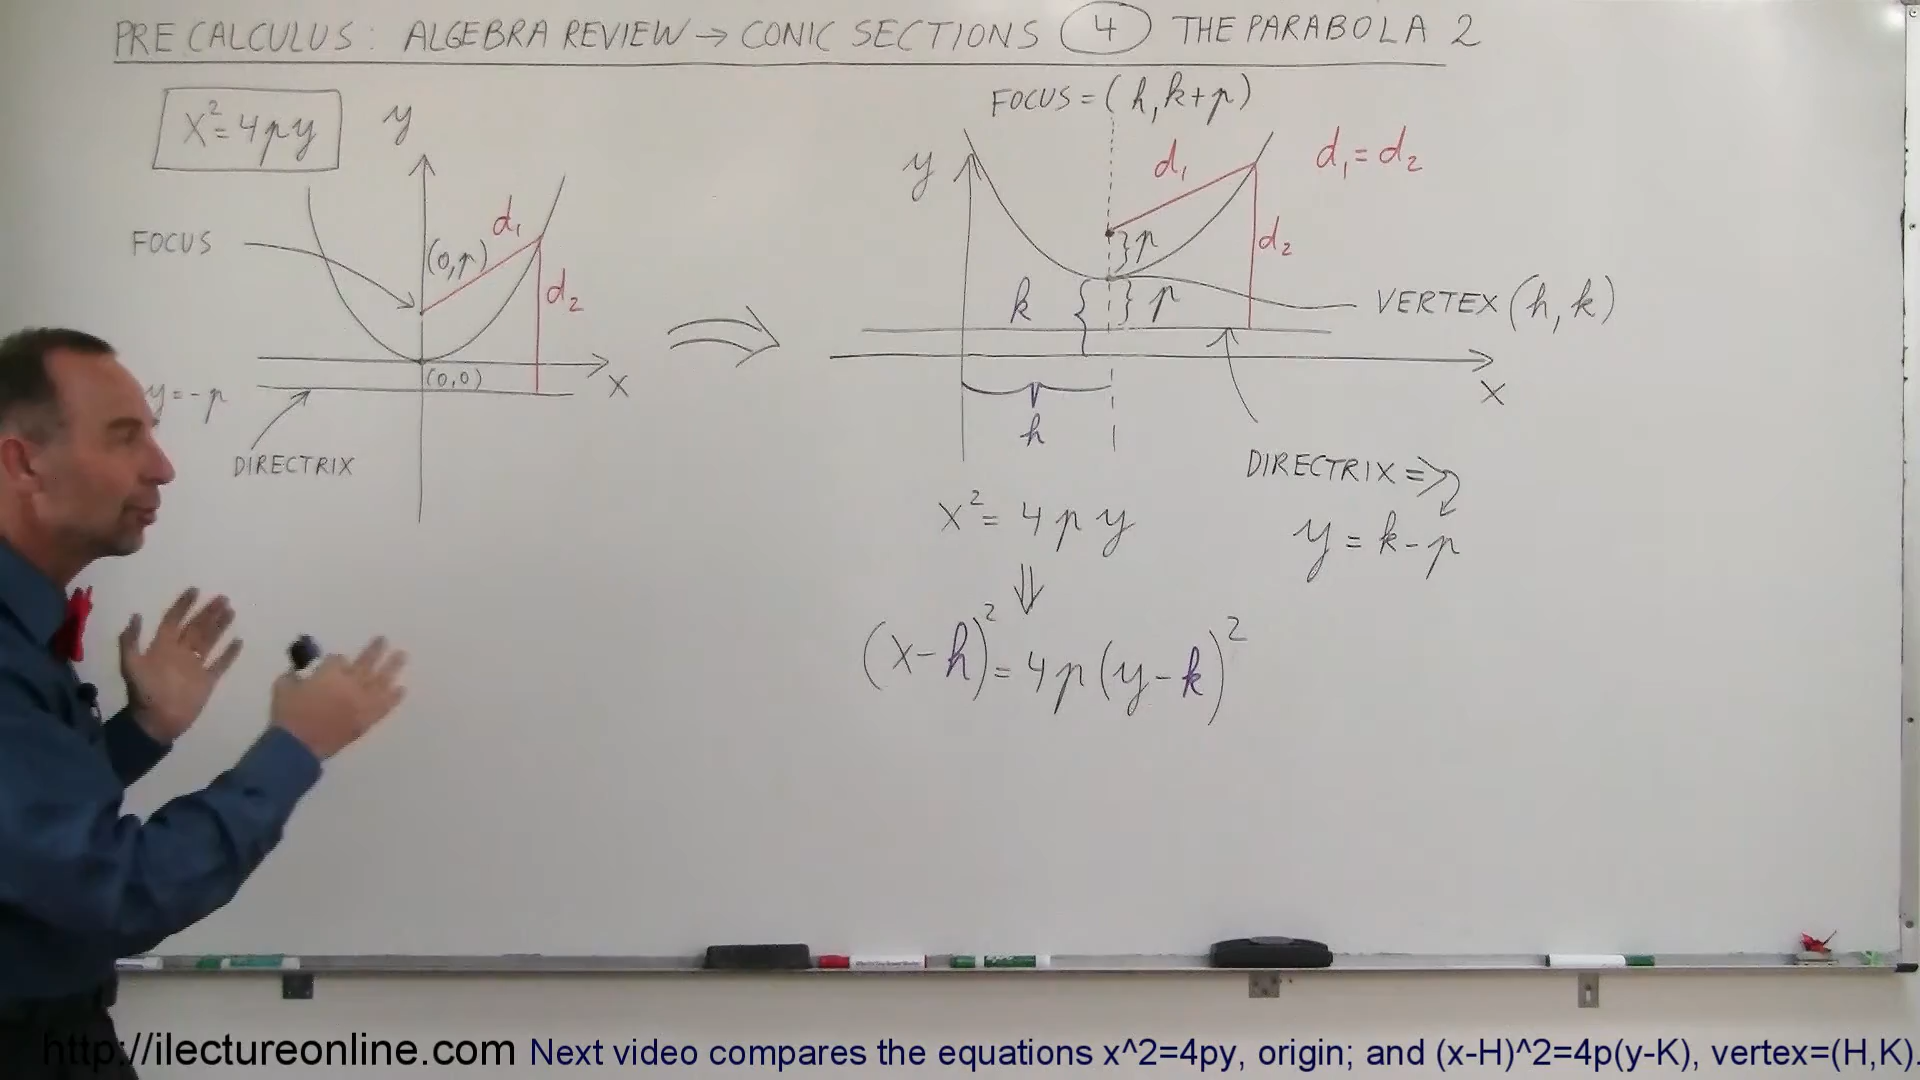 PRE CALCULUS: ALGEBRA REVIEW → CONIC SECTIONS 4 THE PARABOLA 2
x²=4py
y
FOCUS
(0,p)
d₁
d₂
(0,0)
x
y=-p
DIRECTRIX
FOCUS=(h,k+p)
y
d₁
d₁=d₂
d₂
}p
k
{
}p
VERTEX(h,k)
x
h
DIRECTRIX ⇒
y=k-p
x²=4py
⇓
(x-h)²=4p(y-k)²
http://ilectureonline.com Next video compares the equations x^2=4py, origin; and (x-H)^2=4p(y-K), vertex=(H,K).